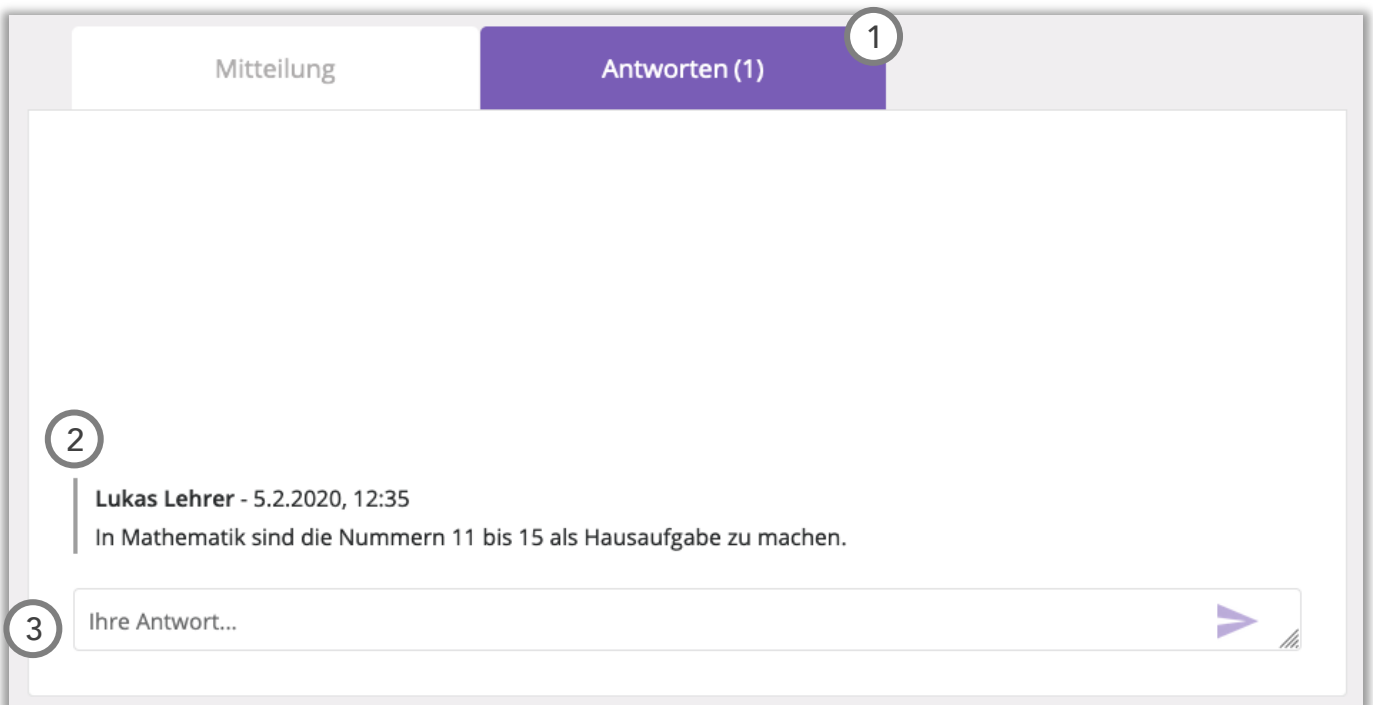 1
Mitteilung
Antworten (1)
2
Lukas Lehrer - 5.2.2020, 12:35
In Mathematik sind die Nummern 11 bis 15 als Hausaufgabe zu machen.
3
Ihre Antwort...